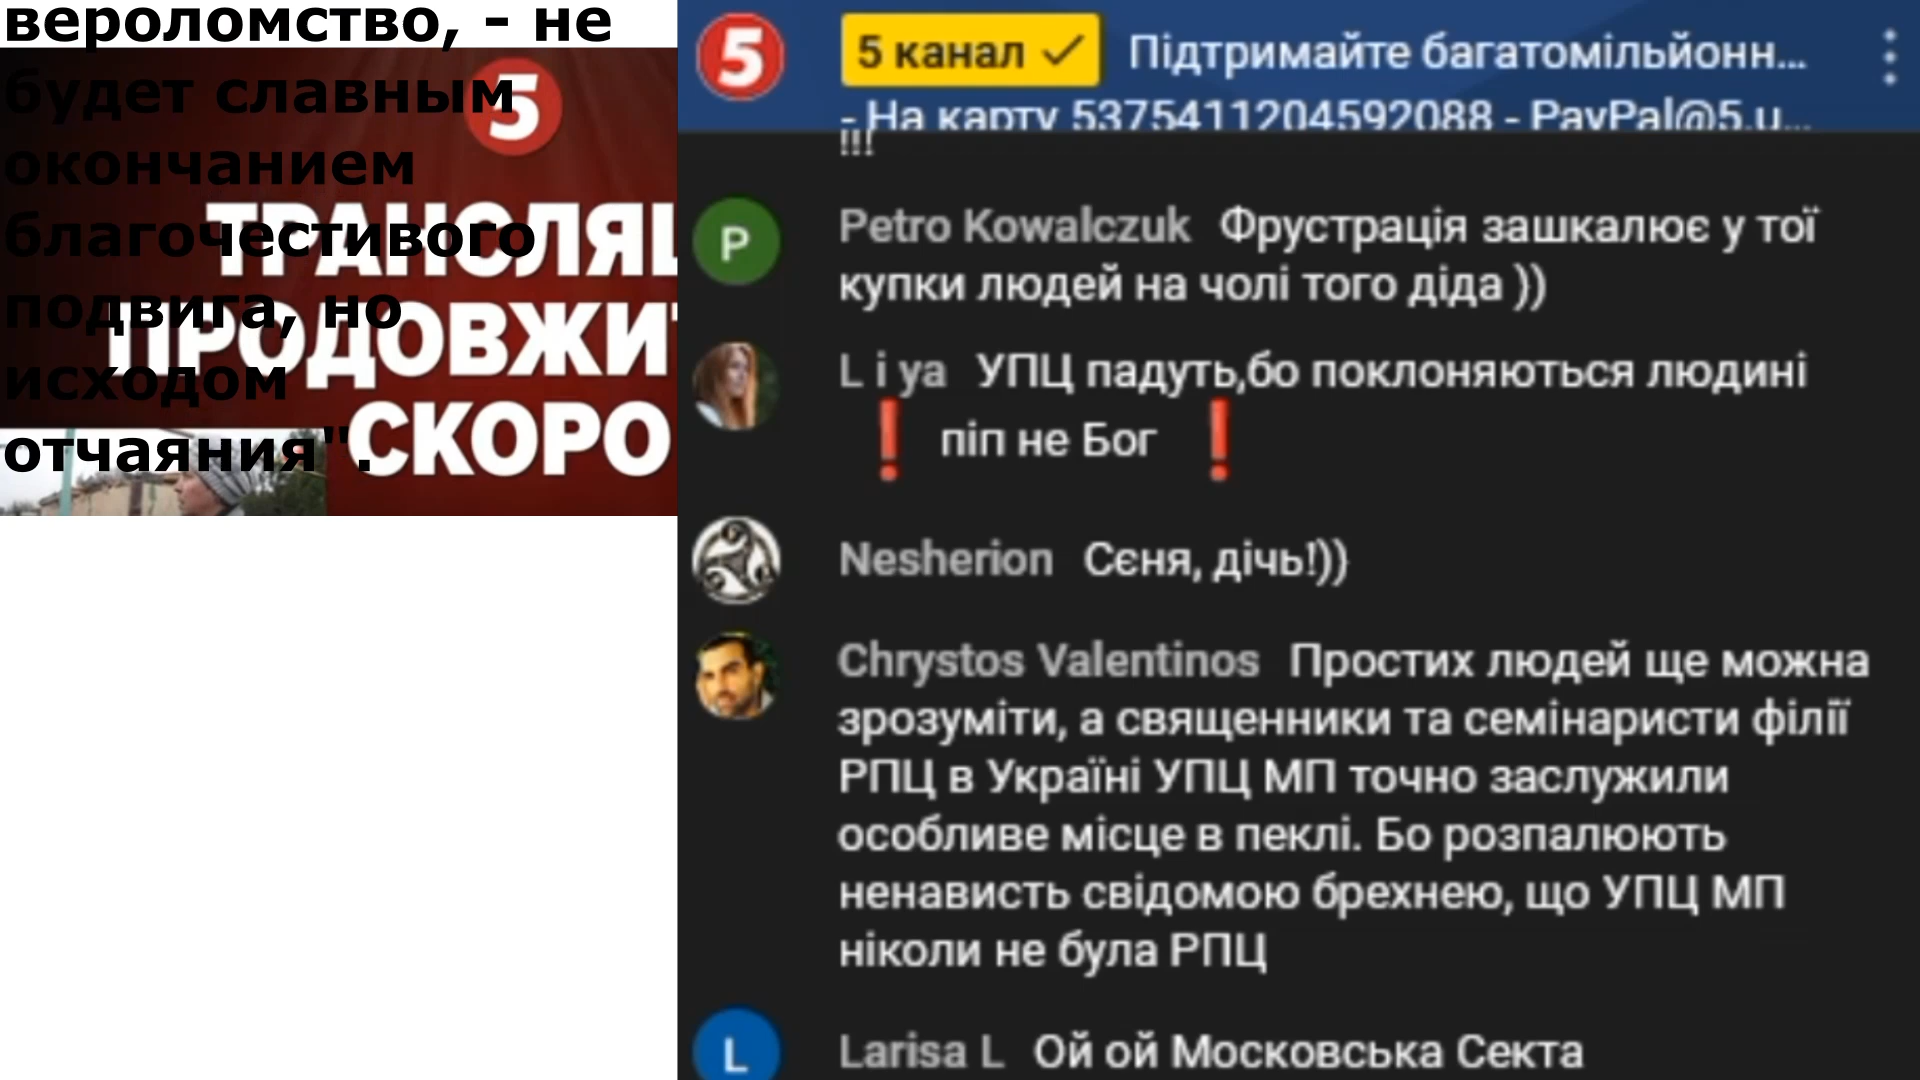 вероломство, - не
будет славным
окончанием
благочестивого
подвига, но
исходом
отчаяния".
5
ТРАНСЛЯЦ
ПРОДОВЖИТ
СКОРО
5
5 канал
Підтримайте багатомільйонн...
- На карту 5375411204592088 - PayPal@5.u...
!!!
P
Petro Kowalczuk Фрустрація зашкалює у тої
купки людей на чолі того діда ))
L i ya УПЦ падуть,бо поклоняються людині
❗ піп не Бог ❗
Nesherion Сєня, дічь!))
Chrystos Valentinos Простих людей ще можна
зрозуміти, а священники та семінаристи філії
РПЦ в Україні УПЦ МП точно заслужили
особливе місце в пеклі. Бо розпалюють
ненависть свідомою брехнею, що УПЦ МП
ніколи не була РПЦ
L
Larisa L Ой ой Московська Секта